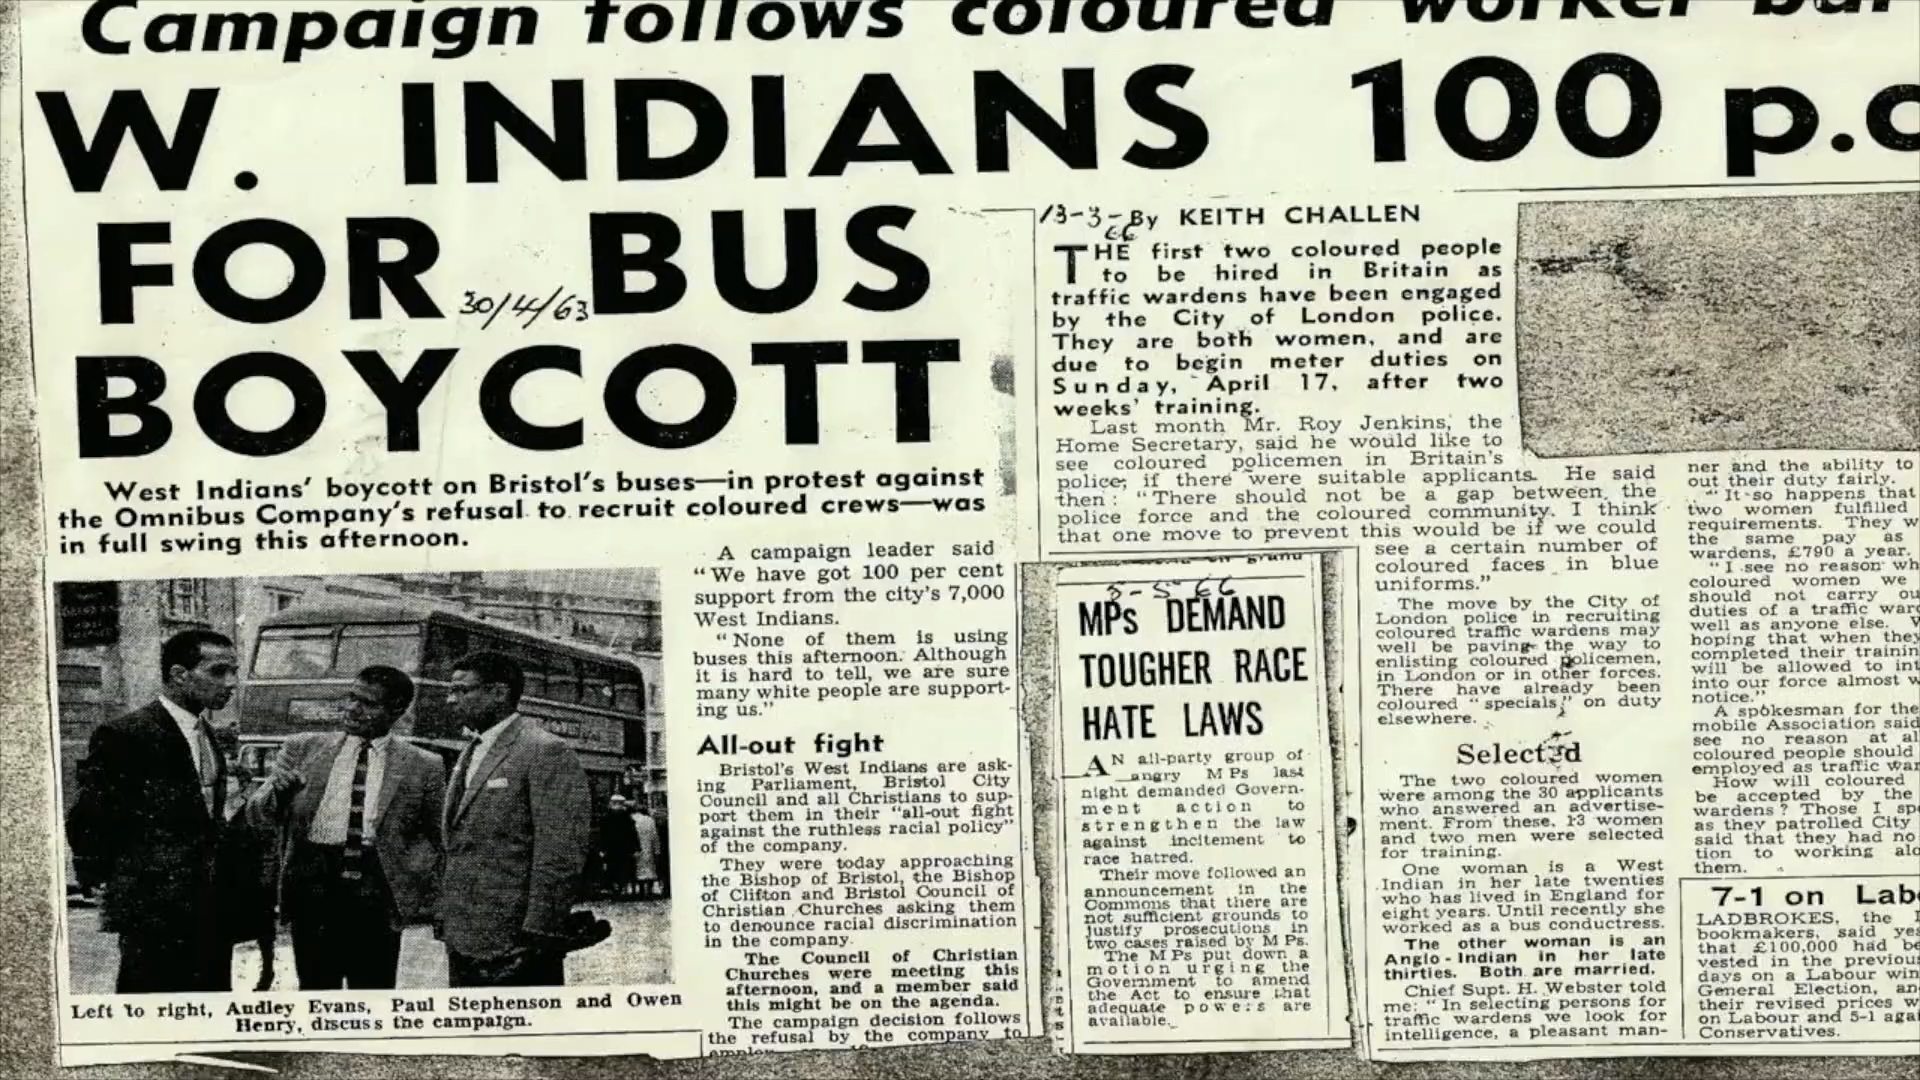 Campaign follows coloured worker
W. INDIANS 100
FOR BUS
30/4/63
BOYCOTT
West Indians' boycott on Bristol's buses—in protest against
the Omnibus Company's refusal to recruit coloured crews—was
in full swing this afternoon.
Left to right, Audley Evans, Paul Stephenson and Owen
Henry, discuss the campaign.
A campaign leader said
"We have got 100 per cent
support from the city's 7,000
West Indians.
"None of them is using
buses this afternoon. Although
it is hard to tell, we are sure
many white people are support-
ing us."
All-out fight
Bristol's West Indians are ask-
ing Parliament, Bristol City
Council and all Christians to sup-
port them in their "all-out fight
against the ruthless racial policy"
of the company.
They were today approaching
the Bishop of Bristol, the Bishop
of Clifton and Bristol Council of
Christian Churches asking them
to denounce racial discrimination
in the company.
The Council of Christian
Churches were meeting this
afternoon, and a member said
this might be on the agenda.
The campaign decision follows
the refusal by the company to
13-3-66
By KEITH CHALLEN
THE first two coloured people
to be hired in Britain as
traffic wardens have been engaged
by the City of London police.
They are both women, and are
due to begin meter duties on
Sunday, April 17, after two
weeks' training.
Last month Mr. Roy Jenkins, the
Home Secretary, said he would like to
see coloured policemen in Britain's
police, if there were suitable applicants. He said
then: "There should not be a gap between the
police force and the coloured community. I think
that one move to prevent this would be if we could
see a certain number of
coloured faces in blue
uniforms."
The move by the City of
London police in recruiting
coloured traffic wardens may
well be paving the way to
enlisting coloured policemen,
in London or in other forces.
There have already been
coloured "specials" on duty
elsewhere.
Selected
The two coloured women
were among the 30 applicants
who answered an advertise-
ment. From these, 13 women
and two men were selected
for training.
One woman is a West
Indian in her late twenties
who has lived in England for
eight years. Until recently she
worked as a bus conductress.
The other woman is an
Anglo-Indian in her late
thirties. Both are married.
Chief Supt. H. Webster told
me: "In selecting persons for
traffic wardens we look for
intelligence, a pleasant man-
5-5-66
MPs DEMAND
TOUGHER RACE
HATE LAWS
AN all-party group of
angry MPs last
night demanded Govern-
ment action to
strengthen the law
against incitement to
race hatred.
Their move followed an
announcement in the
Commons that there are
not sufficient grounds to
justify prosecutions in
two cases raised by MPs.
The MPs put down a
motion urging the
Government to amend
the Act to ensure that
adequate powers are
available.
ner and the ability to
out their duty fairly.
"It so happens that
two women fulfilled
requirements. They
the same pay as
wardens, £790 a year.
"I see no reason
coloured women we
should not carry
duties of a traffic
well as anyone else.
hoping that when they
completed their
will be allowed to
into our force almost
notice."
A spokesman for the
mobile Association said
see no reason at
coloured people should
employed as traffic
How will coloured
be accepted by the
wardens? Those I
as they patrolled City
said that they had no
tion to working
them.
7-1 on
LADBROKES, the
bookmakers, said
that £100,000 had
vested in the previous
days on a Labour win
General Election,
their revised prices
on Labour and 5-1
Conservatives.